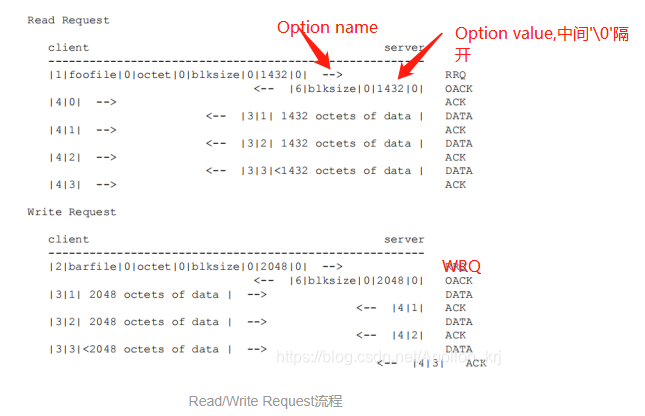 Read Request
Option name
Option value,中间'\0'隔
开
client server
|1|foofile|0|octet|0|blksize|0|1432|0| --> RRQ
<-- |6|blksize|0|1432|0| OACK
|4|0| --> ACK
<-- |3|1| 1432 octets of data | DATA
|4|1| --> ACK
<-- |3|2| 1432 octets of data | DATA
|4|2| --> ACK
<-- |3|3|<1432 octets of data | DATA
|4|3| --> ACK
Write Request
client server
|2|barfile|0|octet|0|blksize|0|2048|0| --> WRQ
<-- |6|blksize|0|2048|0| OACK
|3|1| 2048 octets of data | --> DATA
<-- |4|1| ACK
|3|2| 2048 octets of data | --> DATA
<-- |4|2| ACK
|3|3|<2048 octets of data | --> DATA
<-- |4|3| ACK
Read/Write Request流程